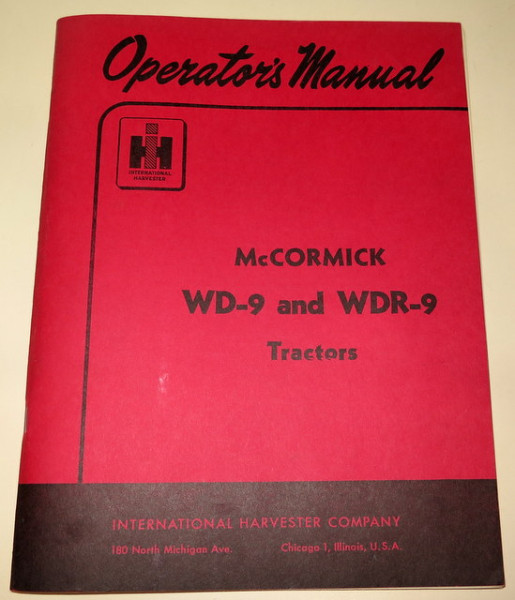 Operator's Manual
IH
INTERNATIONAL
HARVESTER
McCORMICK
WD-9 and WDR-9
Tractors
INTERNATIONAL HARVESTER COMPANY
180 North Michigan Ave. Chicago 1, Illinois, U.S.A.